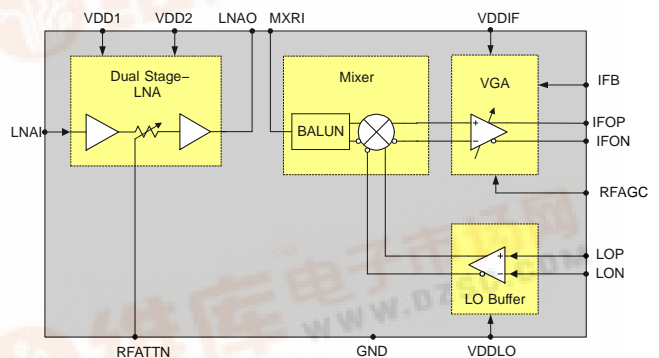 VDD1 VDD2 LNAO MXRI VDDIF
Dual Stage–
LNA
Mixer
VGA
IFB
LNAI
BALUN
+
−
IFOP
IFON
RFAGC
+
−
LOP
LON
LO Buffer
RFATTN GND VDDLO